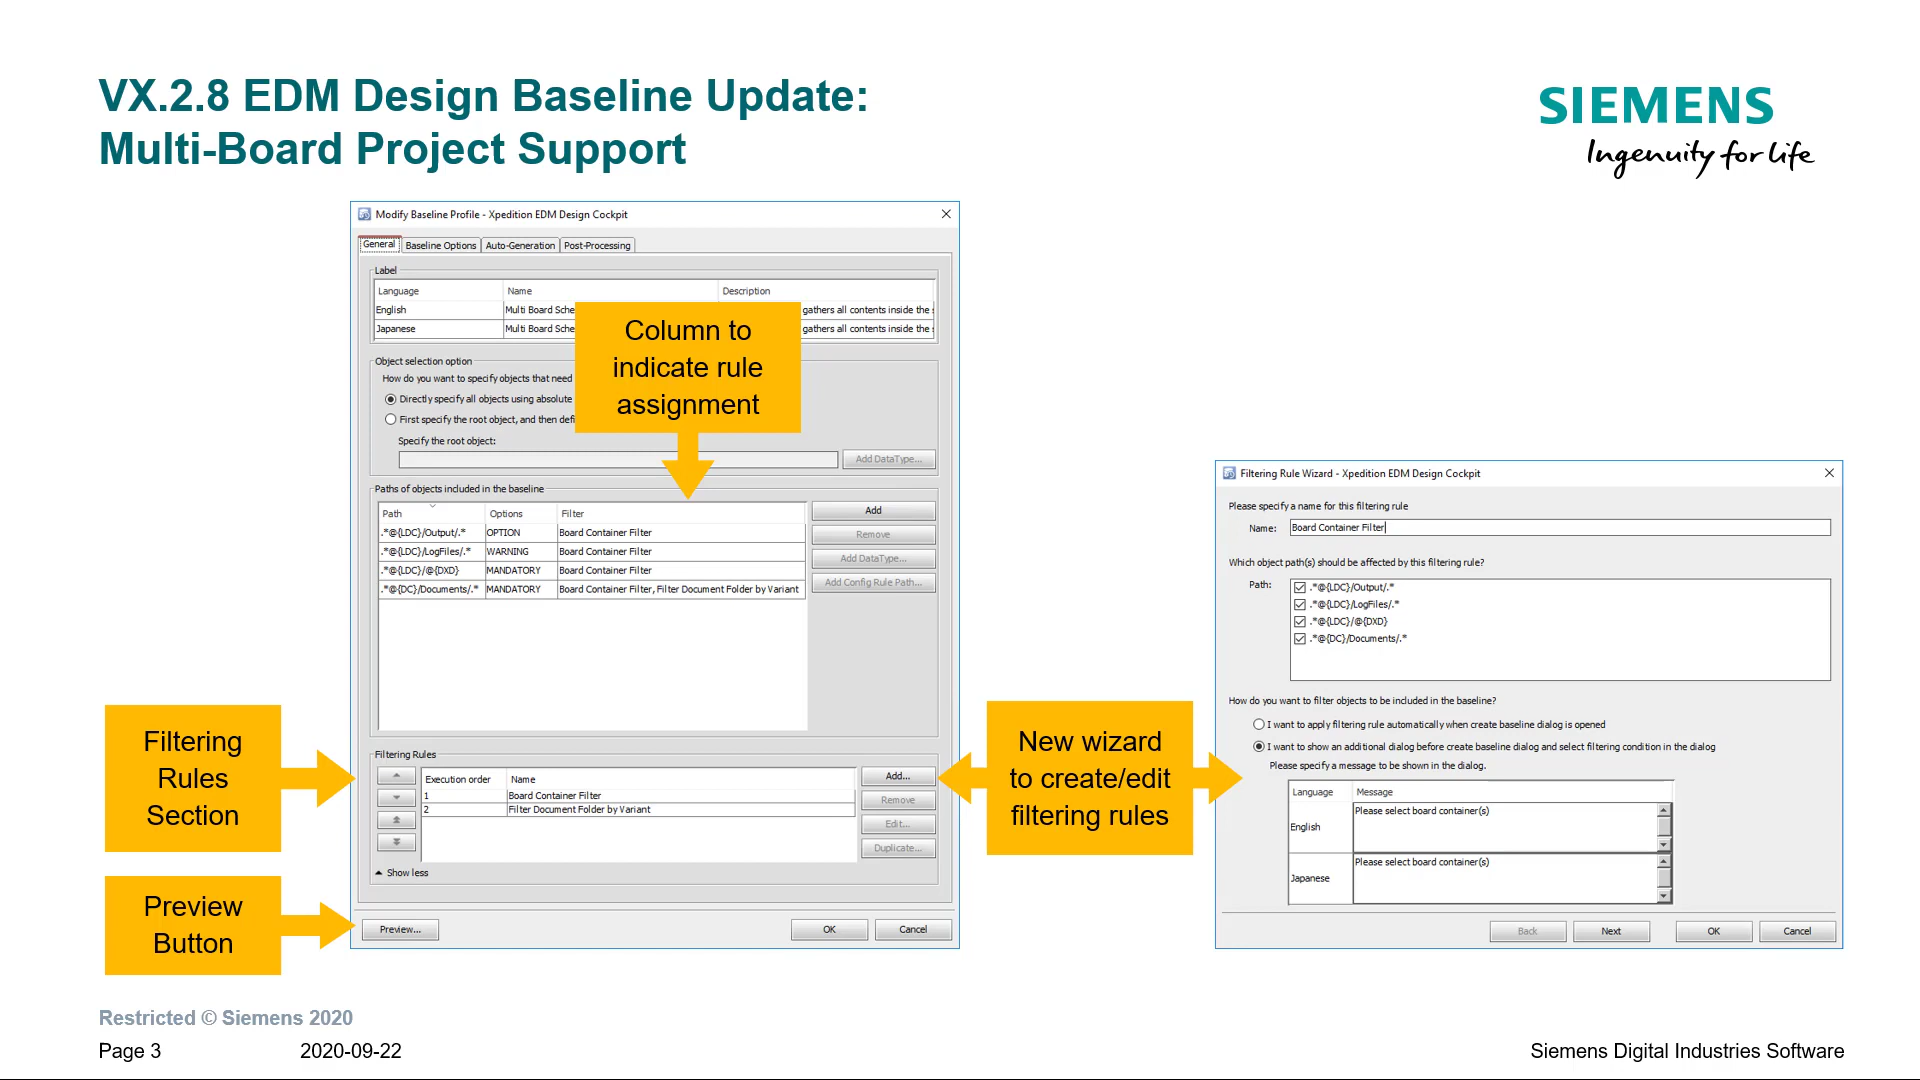 VX.2.8 EDM Design Baseline Update:
Multi-Board Project Support
SIEMENS
Ingenuity for life
Modify Baseline Profile - Xpedition EDM Design Cockpit
General Baseline Options Auto-Generation Post-Processing
Label
Language Name Description
English Multi Board Sche gathers all contents inside the
Japanese Multi Board Sche gathers all contents inside the
Column to
indicate rule
assignment
Object selection option
How do you want to specify objects that need
Directly specify all objects using absolute
First specify the root object, and then defi
Specify the root object:
Add DataType...
Paths of objects included in the baseline
Path Options Filter
.*@{LDC}/Output/.* OPTION Board Container Filter
.*@{LDC}/LogFiles/.* WARNING Board Container Filter
.*@{LDC}/@{DXD} MANDATORY Board Container Filter
.*@{DC}/Documents/.* MANDATORY Board Container Filter, Filter Document Folder by Variant
Add
Remove
Add DataType...
Add Config Rule Path...
Filtering
Rules
Section
Filtering Rules
Execution order Name
1 Board Container Filter
2 Filter Document Folder by Variant
Add...
Remove
Edit...
Duplicate...
Show less
Preview
Button
Preview... OK Cancel
New wizard
to create/edit
filtering rules
Filtering Rule Wizard - Xpedition EDM Design Cockpit
Please specify a name for this filtering rule
Name: Board Container Filter
Which object path(s) should be affected by this filtering rule?
Path: .*@{LDC}/Output/.*
.*@{LDC}/LogFiles/.*
.*@{LDC}/@{DXD}
.*@{DC}/Documents/.*
How do you want to filter objects to be included in the baseline?
I want to apply filtering rule automatically when create baseline dialog is opened
I want to show an additional dialog before create baseline dialog and select filtering condition in the dialog
Please specify a message to be shown in the dialog.
Language Message
English Please select board container(s)
Japanese Please select board container(s)
Back Next OK Cancel
Restricted © Siemens 2020
Page 3 2020-09-22 Siemens Digital Industries Software